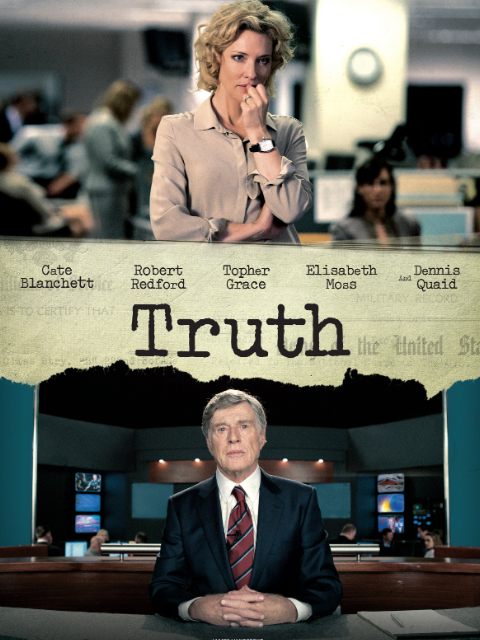 Cate Robert Topher Elisabeth And Dennis
Blanchett Redford Grace Moss Quaid
MILITARY RECORD
IS TO CERTIFY THAT
Truth
the United Sta